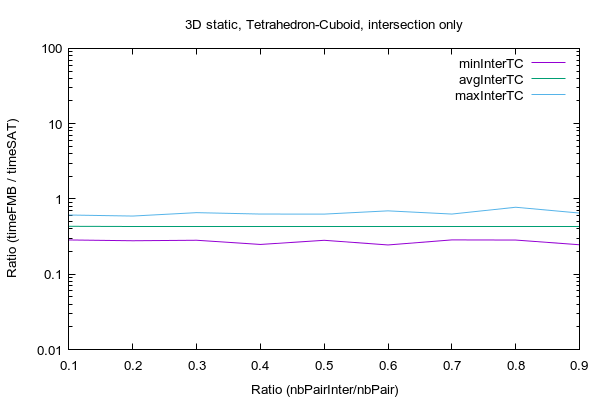 3D static, Tetrahedron-Cuboid, intersection only
minInterTC
avgInterTC
maxInterTC
100
10
1
0.1
0.01
Ratio (timeFMB / timeSAT)
0.1 0.2 0.3 0.4 0.5 0.6 0.7 0.8 0.9
Ratio (nbPairInter/nbPair)